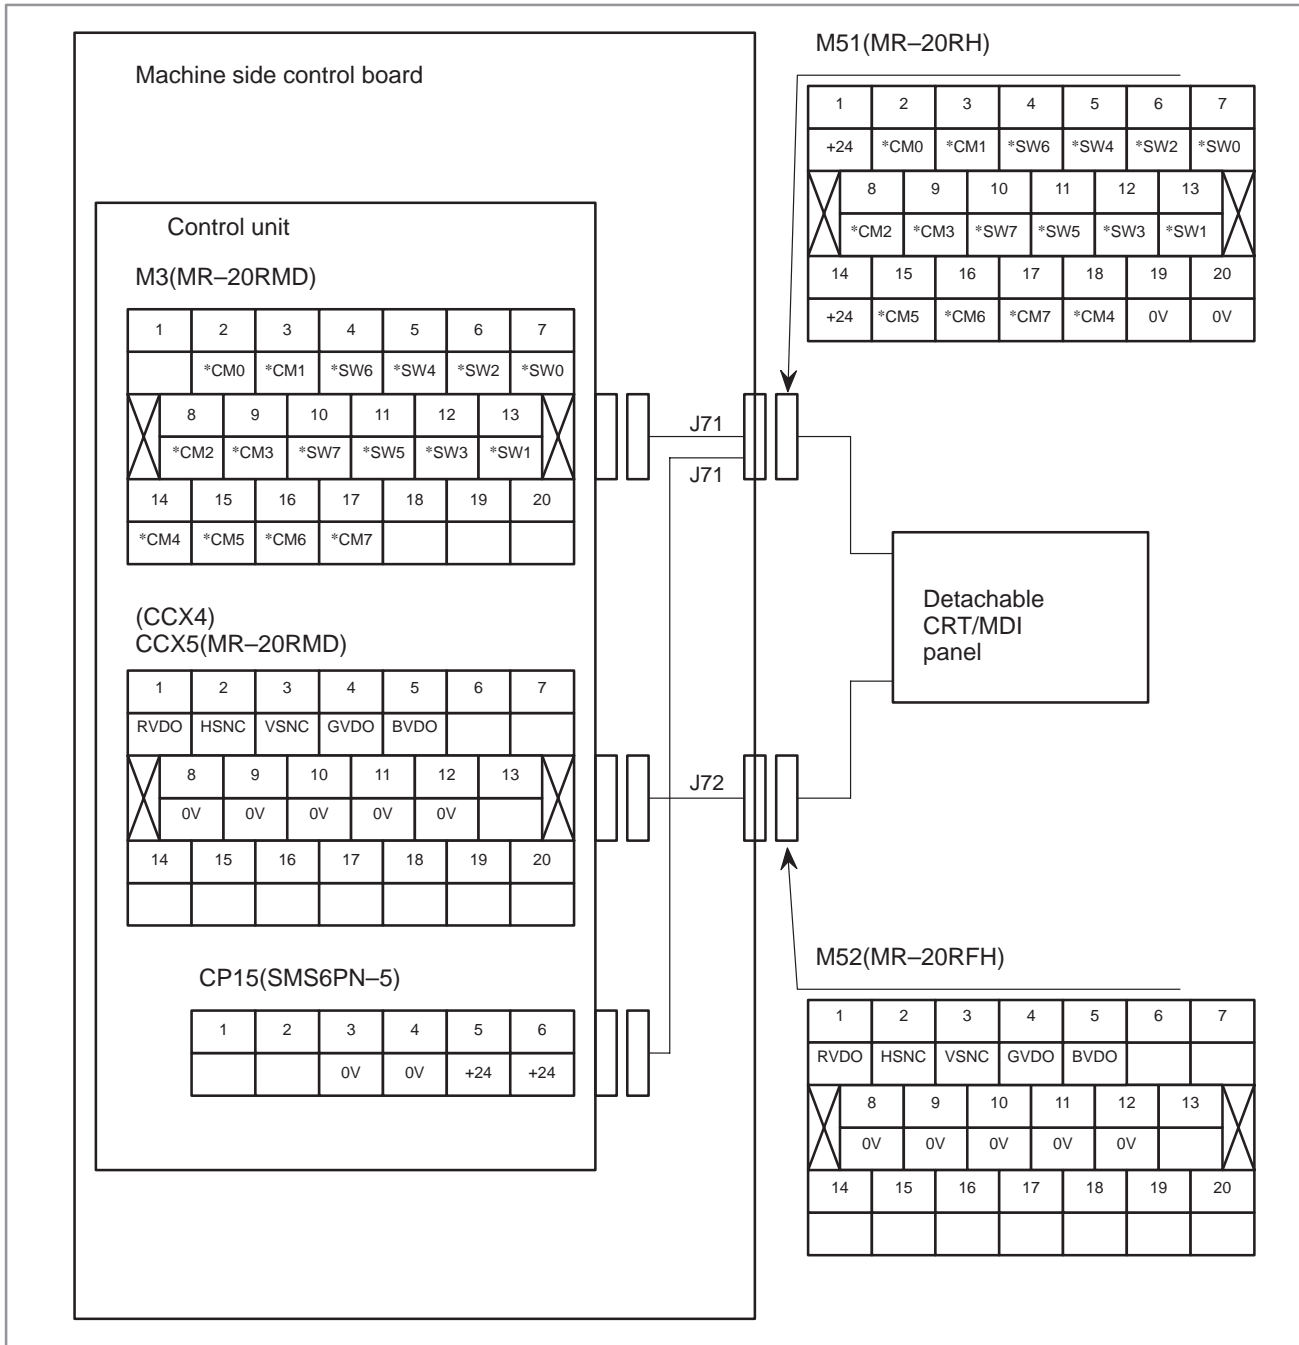 M51(MR–20RH)
Machine side control board
1 2 3 4 5 6 7
+24 *CM0 *CM1 *SW6 *SW4 *SW2 *SW0
8 9 10 11 12 13
*CM2 *CM3 *SW7 *SW5 *SW3 *SW1
14 15 16 17 18 19 20
+24 *CM5 *CM6 *CM7 *CM4 0V 0V
Control unit
M3(MR–20RMD)
1 2 3 4 5 6 7
*CM0 *CM1 *SW6 *SW4 *SW2 *SW0
8 9 10 11 12 13
*CM2 *CM3 *SW7 *SW5 *SW3 *SW1
14 15 16 17 18 19 20
*CM4 *CM5 *CM6 *CM7
J71
J71
Detachable
CRT/MDI
panel
(CCX4)
CCX5(MR–20RMD)
1 2 3 4 5 6 7
RVDO HSNC VSNC GVDO BVDO
8 9 10 11 12 13
0V 0V 0V 0V 0V
14 15 16 17 18 19 20
J72
CP15(SMS6PN–5)
1 2 3 4 5 6
0V 0V +24 +24
M52(MR–20RFH)
1 2 3 4 5 6 7
RVDO HSNC VSNC GVDO BVDO
8 9 10 11 12 13
0V 0V 0V 0V 0V
14 15 16 17 18 19 20